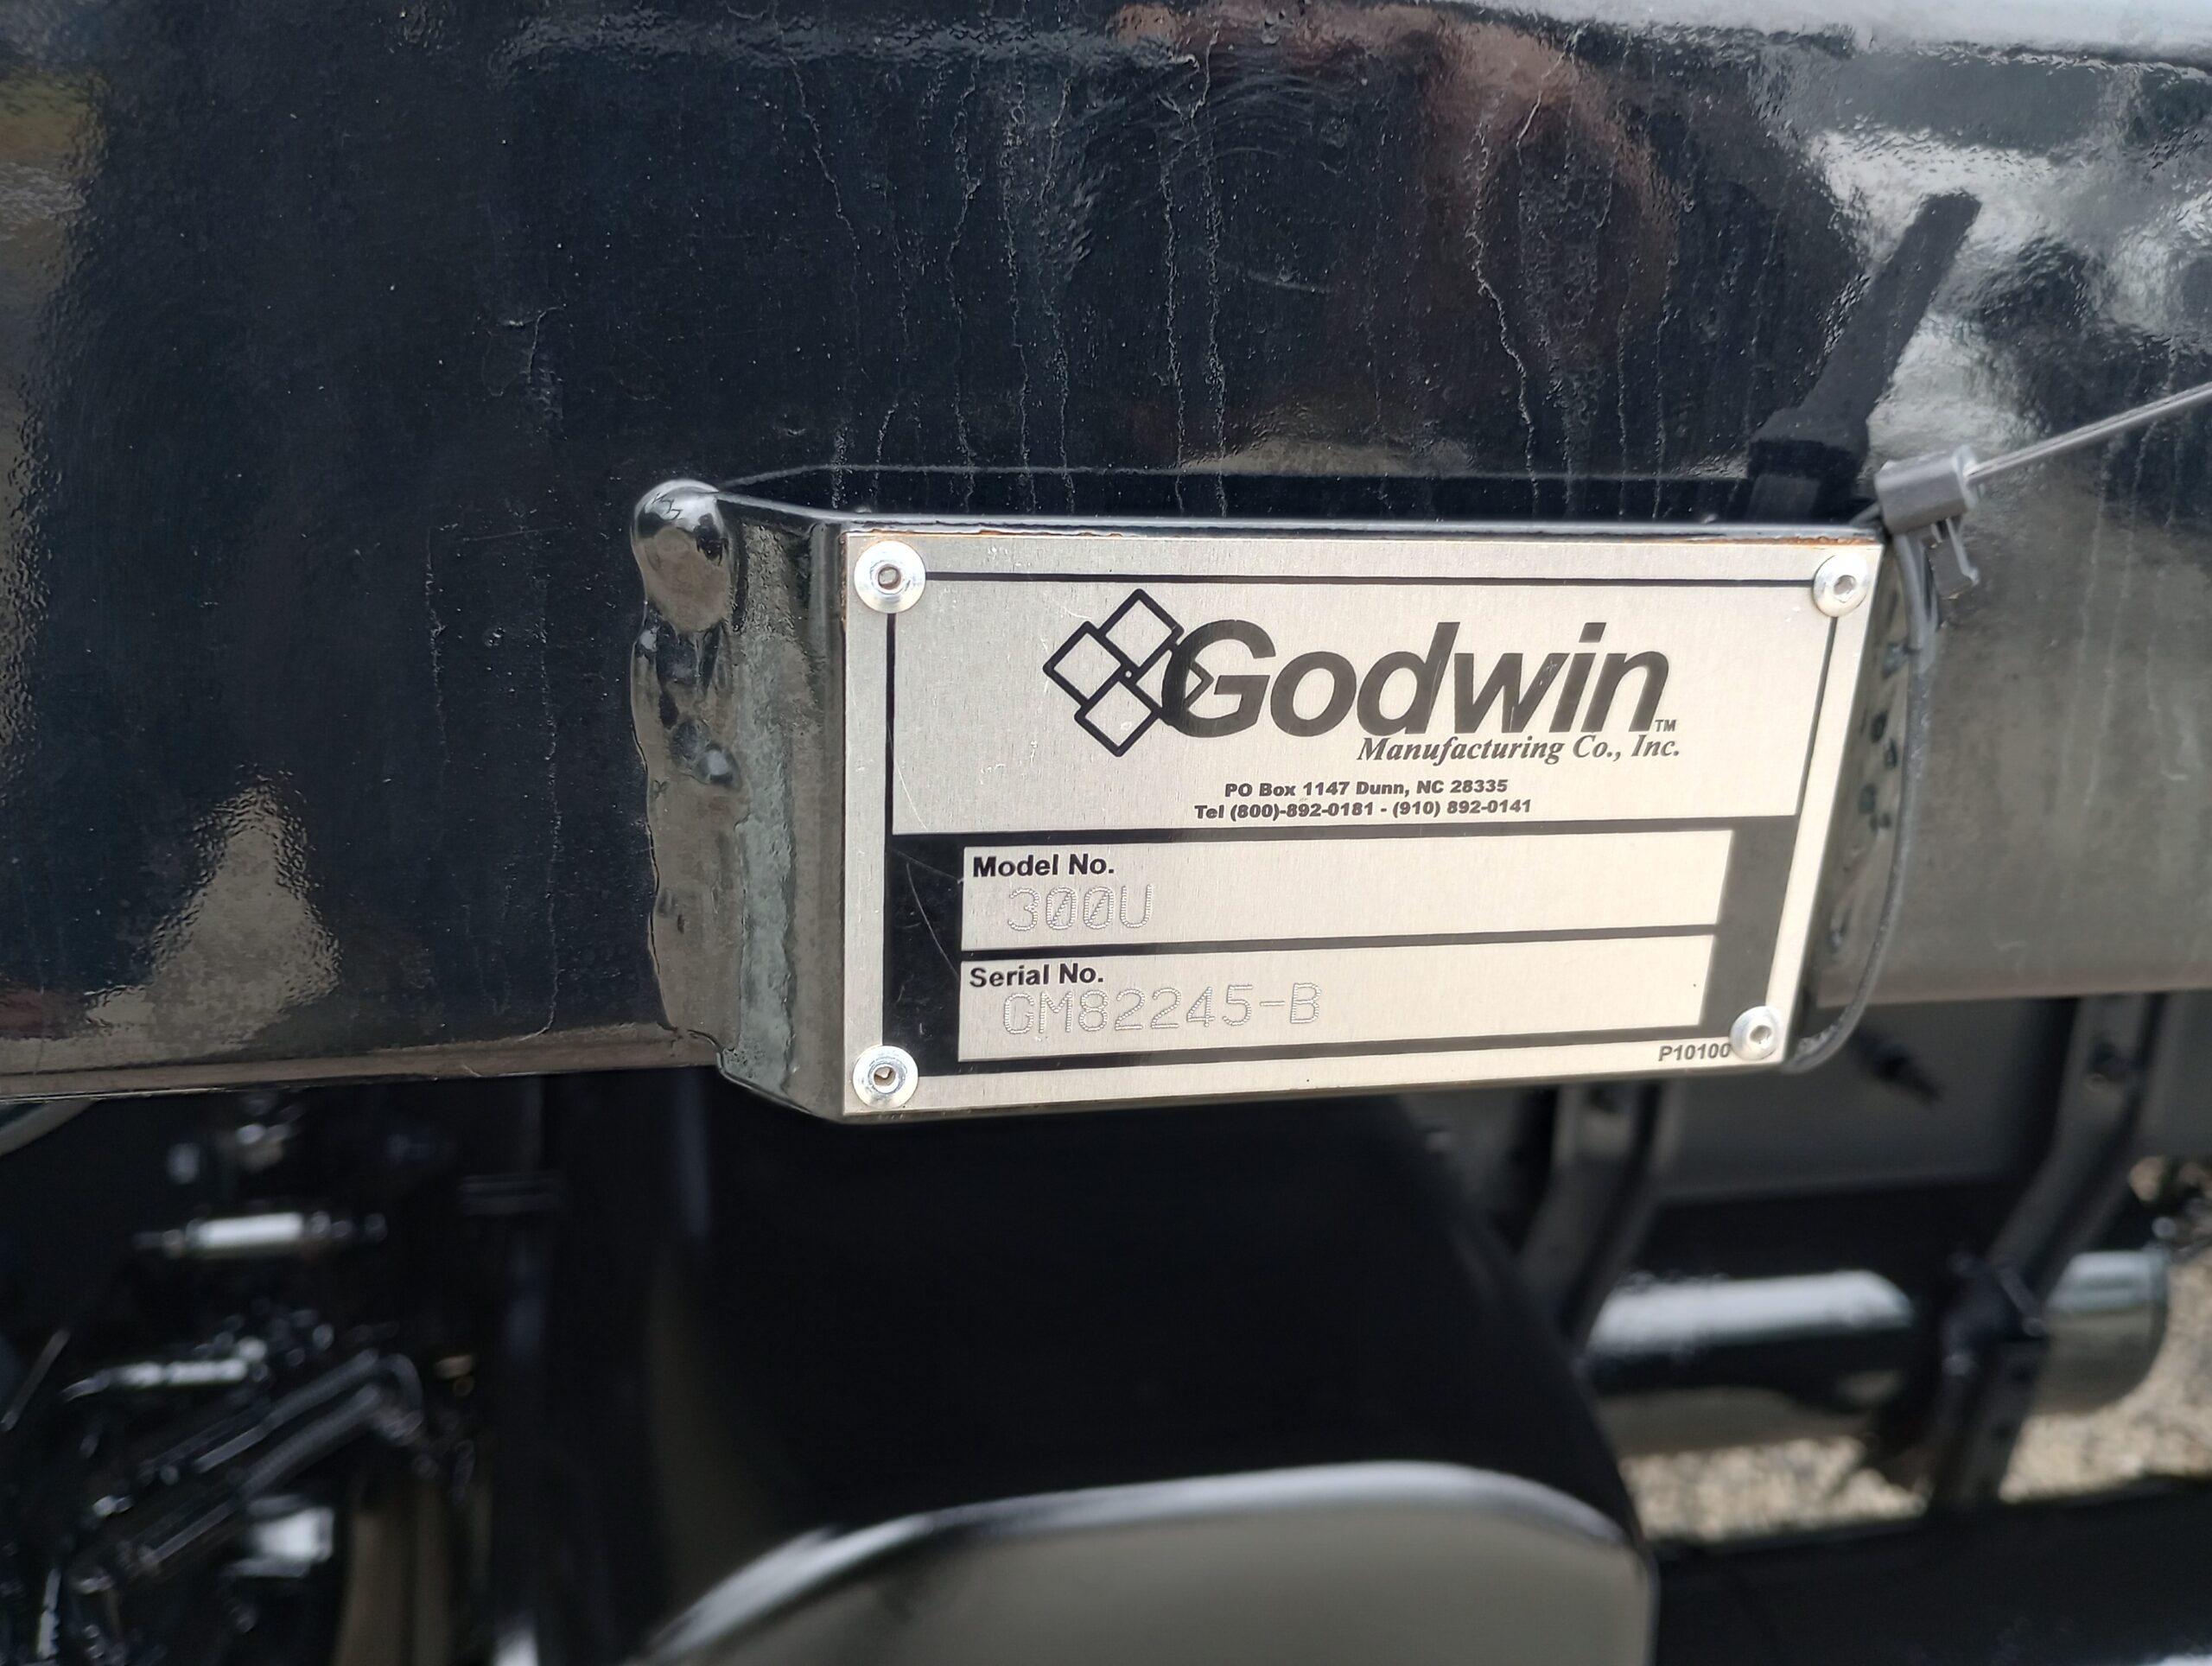 Godwin™
Manufacturing Co., Inc.
PO Box 1147 Dunn, NC 28335
Tel (800)-892-0181 - (910) 892-0141
Model No.
300U
Serial No.
GM82245-B
P10100